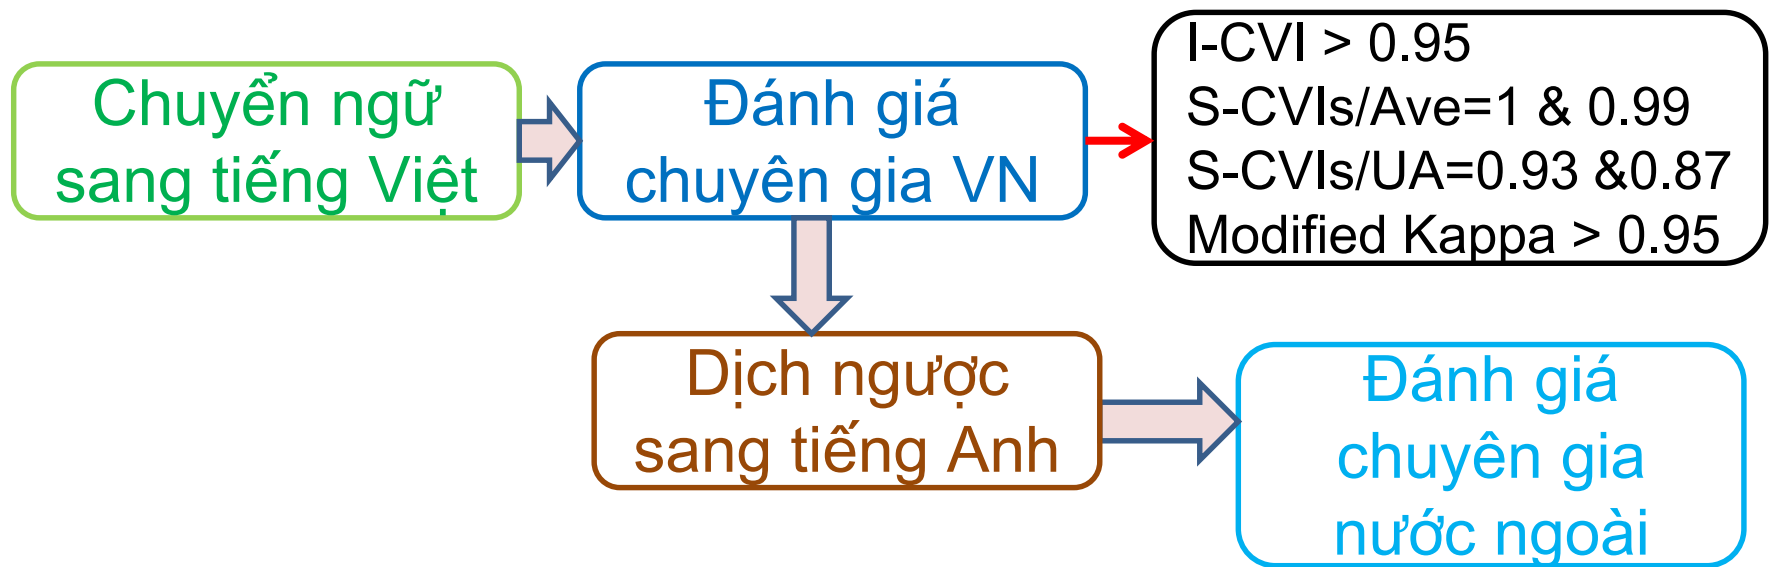 Chuyển ngữ
sang tiếng Việt
Đánh giá
chuyên gia VN
I-CVI > 0.95
S-CVIs/Ave=1 & 0.99
S-CVIs/UA=0.93 &0.87
Modified Kappa > 0.95
Dịch ngược
sang tiếng Anh
Đánh giá
chuyên gia
nước ngoài